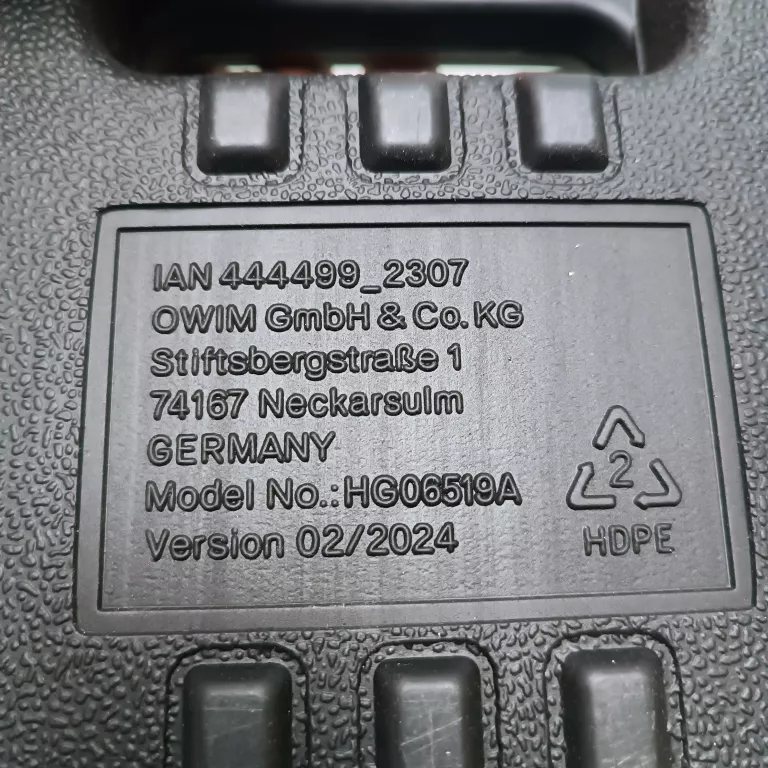 IAN 444499_2307
OWIM GmbH & Co. KG
Stiftsbergstraße 1
74167 Neckarsulm
GERMANY
Model No.: HG06519A
Version 02/2024
2
HDPE